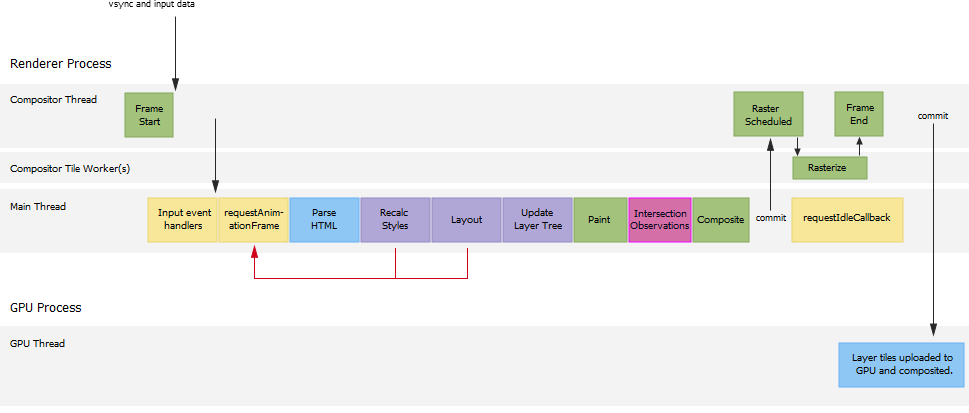 vsync and input data
Renderer Process
Compositor Thread
Frame
Start
Raster
Scheduled
Frame
End
commit
Compositor Tile Worker(s)
Rasterize
Main Thread
Input event
handlers
requestAnim-
ationFrame
Parse
HTML
Recalc
Styles
Layout
Update
Layer Tree
Paint
Intersection
Observations
Composite
commit
requestIdleCallback
GPU Process
GPU Thread
Layer tiles uploaded to
GPU and composited.